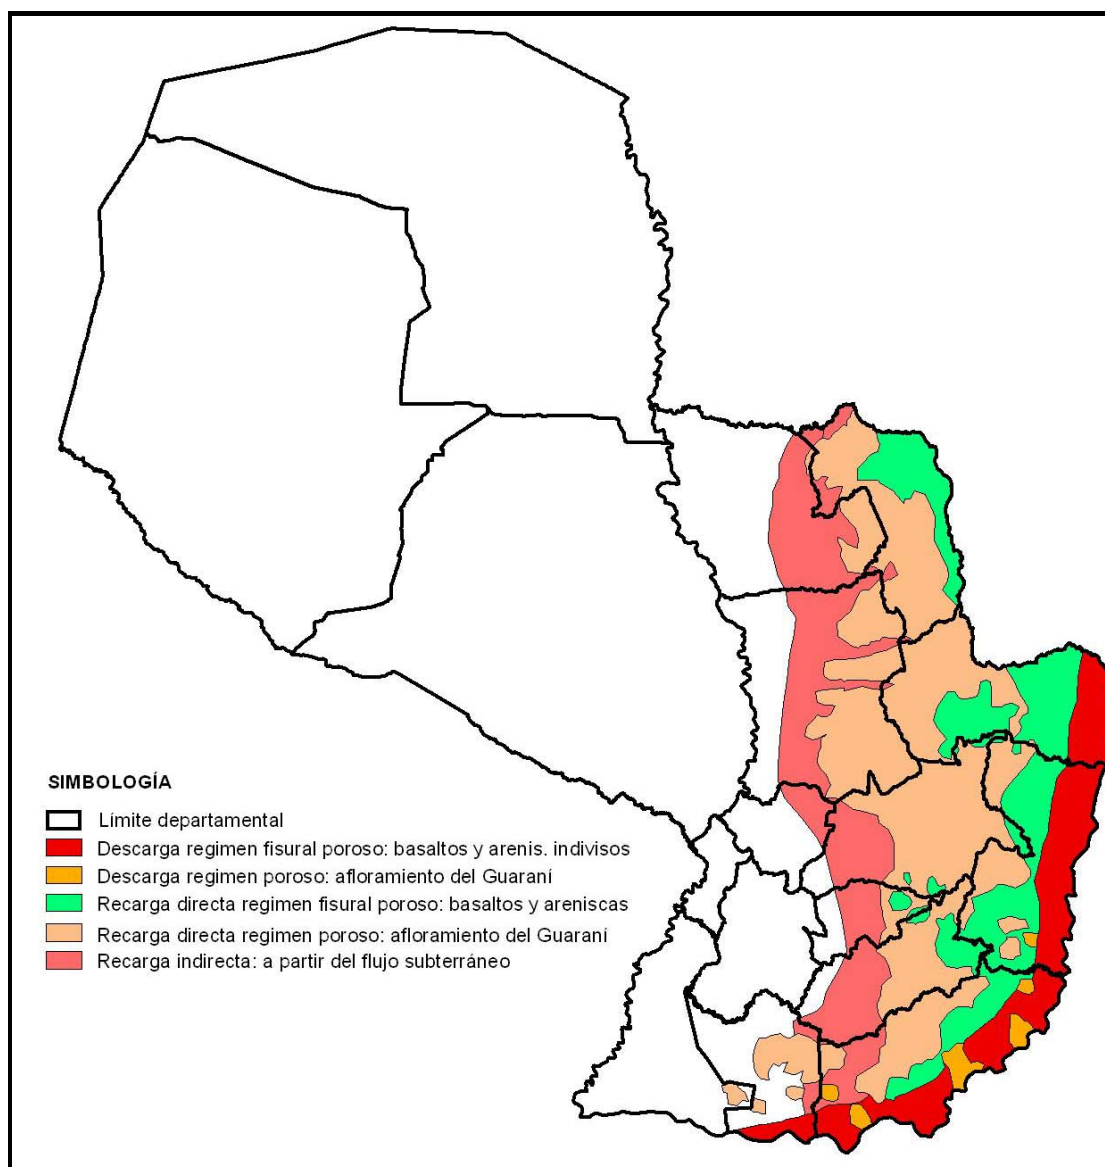 SIMBOLOGÍA
Límite departamental
Descarga regimen fisural poroso: basaltos y arenis. indivisos
Descarga regimen poroso: afloramiento del Guaraní
Recarga directa regimen fisural poroso: basaltos y areniscas
Recarga directa regimen poroso: afloramiento del Guaraní
Recarga indirecta: a partir del flujo subterráneo